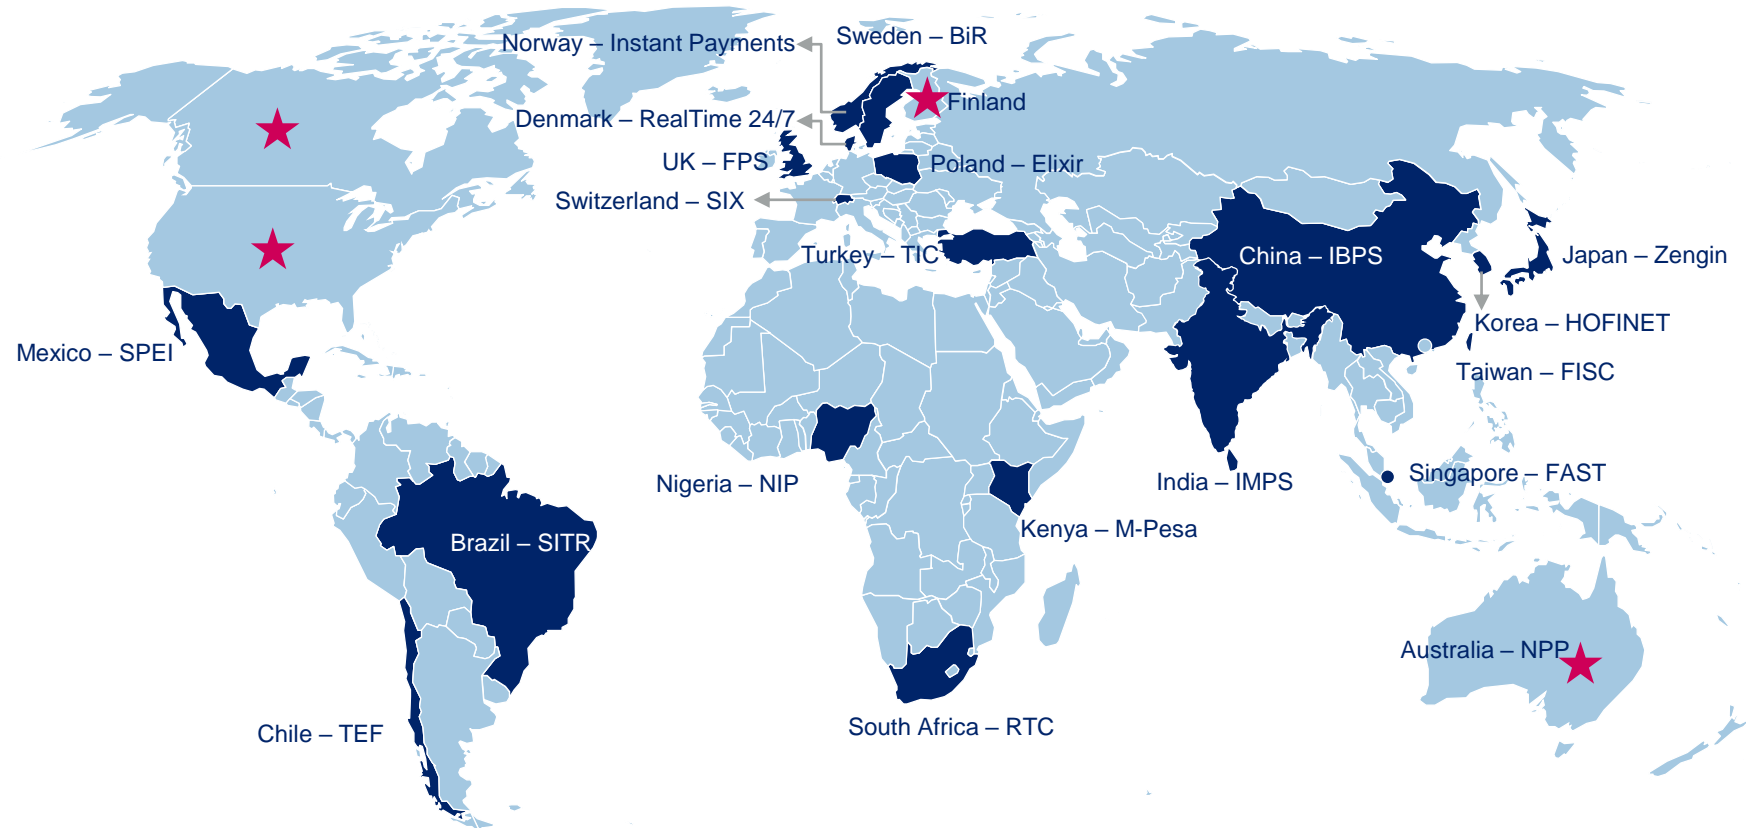 Sweden – BiR
Norway – Instant Payments
Finland
Denmark – RealTime 24/7
UK – FPS
Poland – Elixir
Switzerland – SIX
Turkey – TIC
China – IBPS
Japan – Zengin
Korea – HOFINET
Mexico – SPEI
Taiwan – FISC
Nigeria – NIP
India – IMPS
Singapore – FAST
Kenya – M-Pesa
Brazil – SITR
Australia – NPP
South Africa – RTC
Chile – TEF